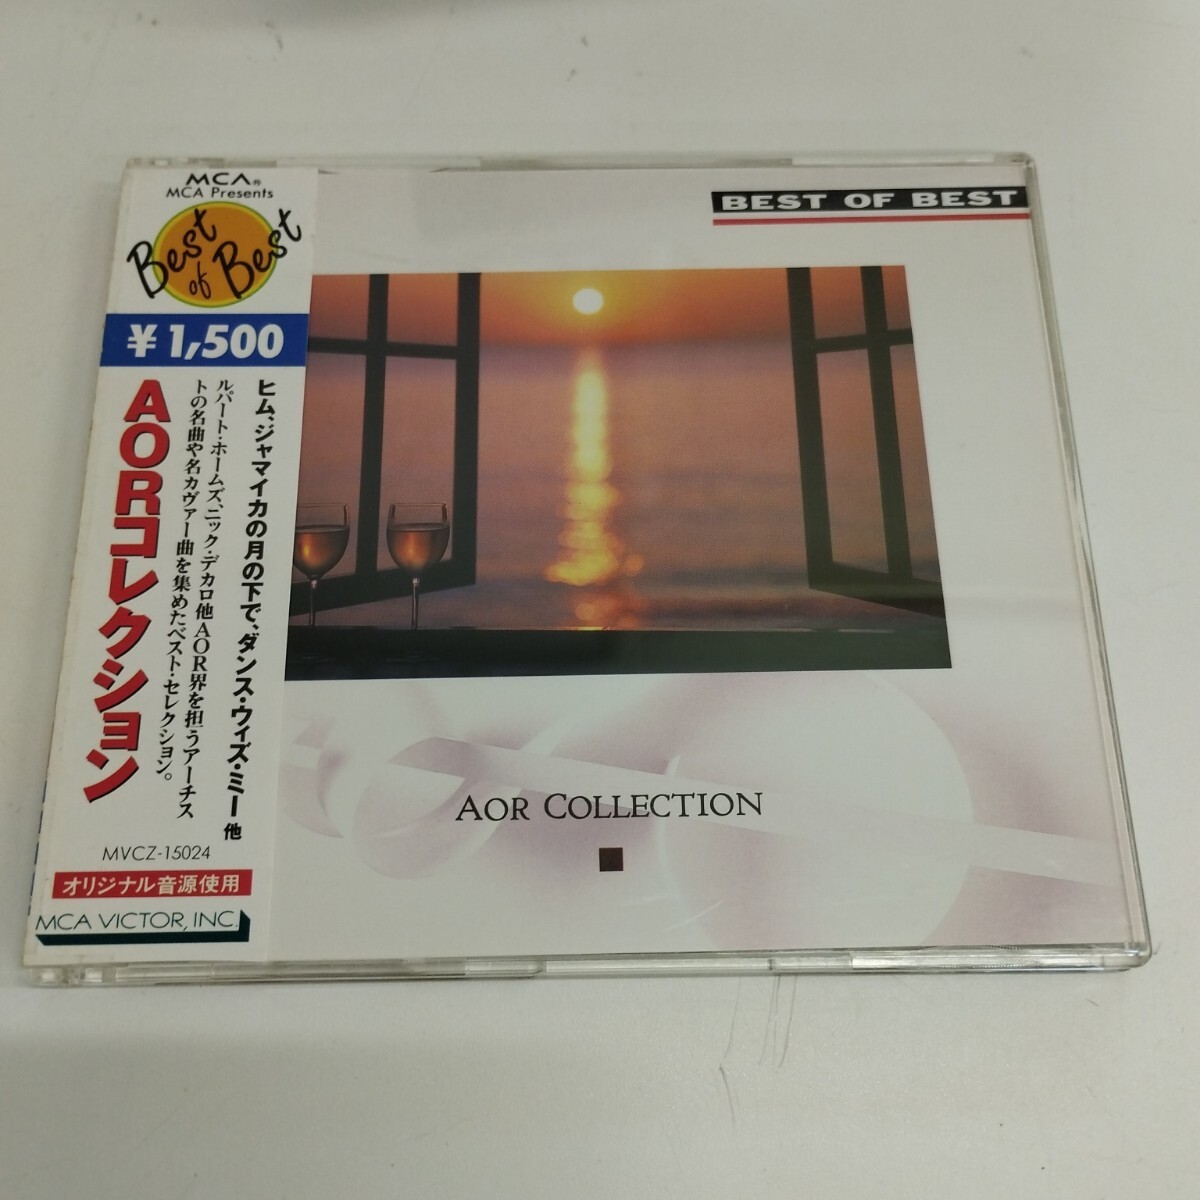 MCA®
MCA Presents
Best
of Best
¥1,500
ヒム、ジャマイカの月の下で、ダンス・ウィズ・ミー 他
ルパート・ホームズ、ニック・デカロ他AOR界を担うアーチス
トの名曲や名カヴァー曲を集めたベスト・セレクション。
AORコレクション
MVCZ-15024
オリジナル音源使用
MCA VICTOR, INC.
BEST OF BEST
AOR COLLECTION